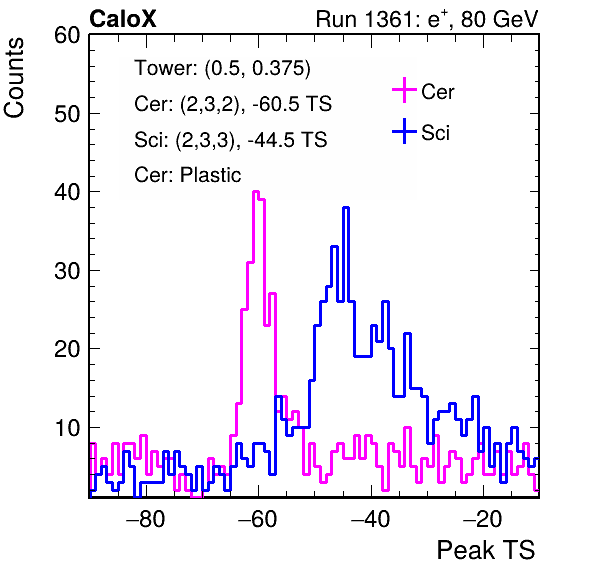 CaloX Run 1361: e⁺, 80 GeV
Counts
60
50
40
30
20
10
Tower: (0.5, 0.375)
Cer: (2,3,2), -60.5 TS
Sci: (2,3,3), -44.5 TS
Cer: Plastic
Cer
Sci
−80 −60 −40 −20
Peak TS